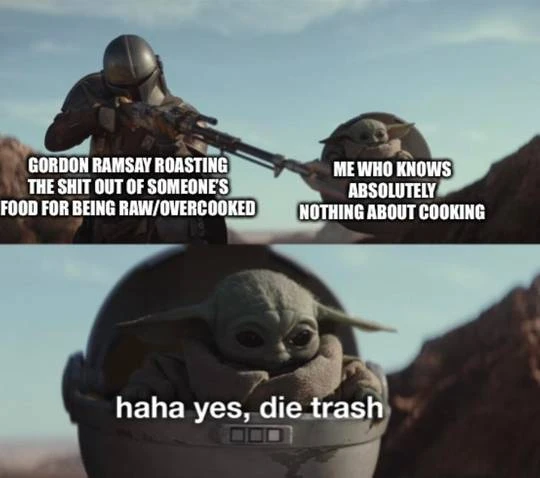 GORDON RAMSAY ROASTING
THE SHIT OUT OF SOMEONE'S
FOOD FOR BEING RAW/OVERCOOKED
ME WHO KNOWS
ABSOLUTELY
NOTHING ABOUT COOKING
haha yes, die trash